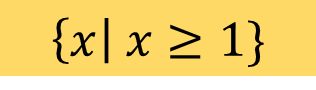 {x| x ≥ 1}